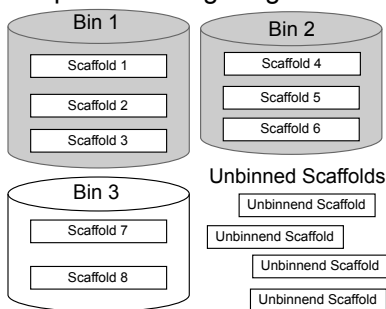 Bin 1
Scaffold 1
Scaffold 2
Scaffold 3
Bin 2
Scaffold 4
Scaffold 5
Scaffold 6
Bin 3
Scaffold 7
Scaffold 8
Unbinned Scaffolds
Unbinnend Scaffold
Unbinnend Scaffold
Unbinnend Scaffold
Unbinnend Scaffold